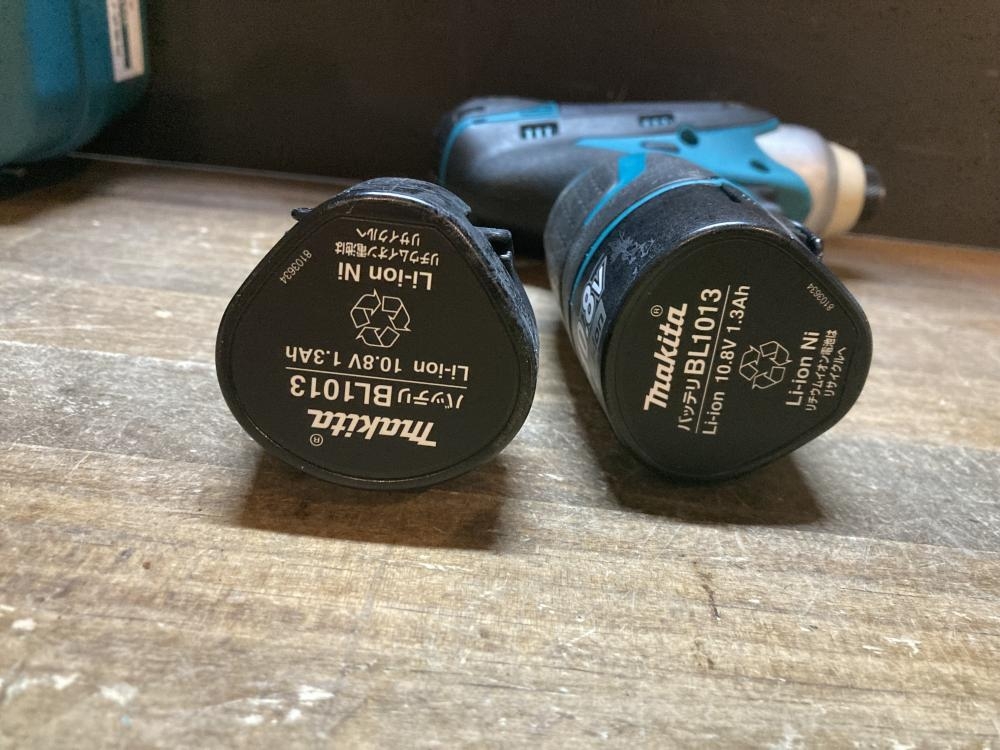 makita®
バッテリ BL1013
Li-ion 10.8V 1.3Ah
Li-ion Ni
リチウムイオン電池は
リサイクルへ
8103634
makita®
バッテリ BL1013
Li-ion 10.8V 1.3Ah
Li-ion Ni
リチウムイオン電池は
リサイクルへ
8103634